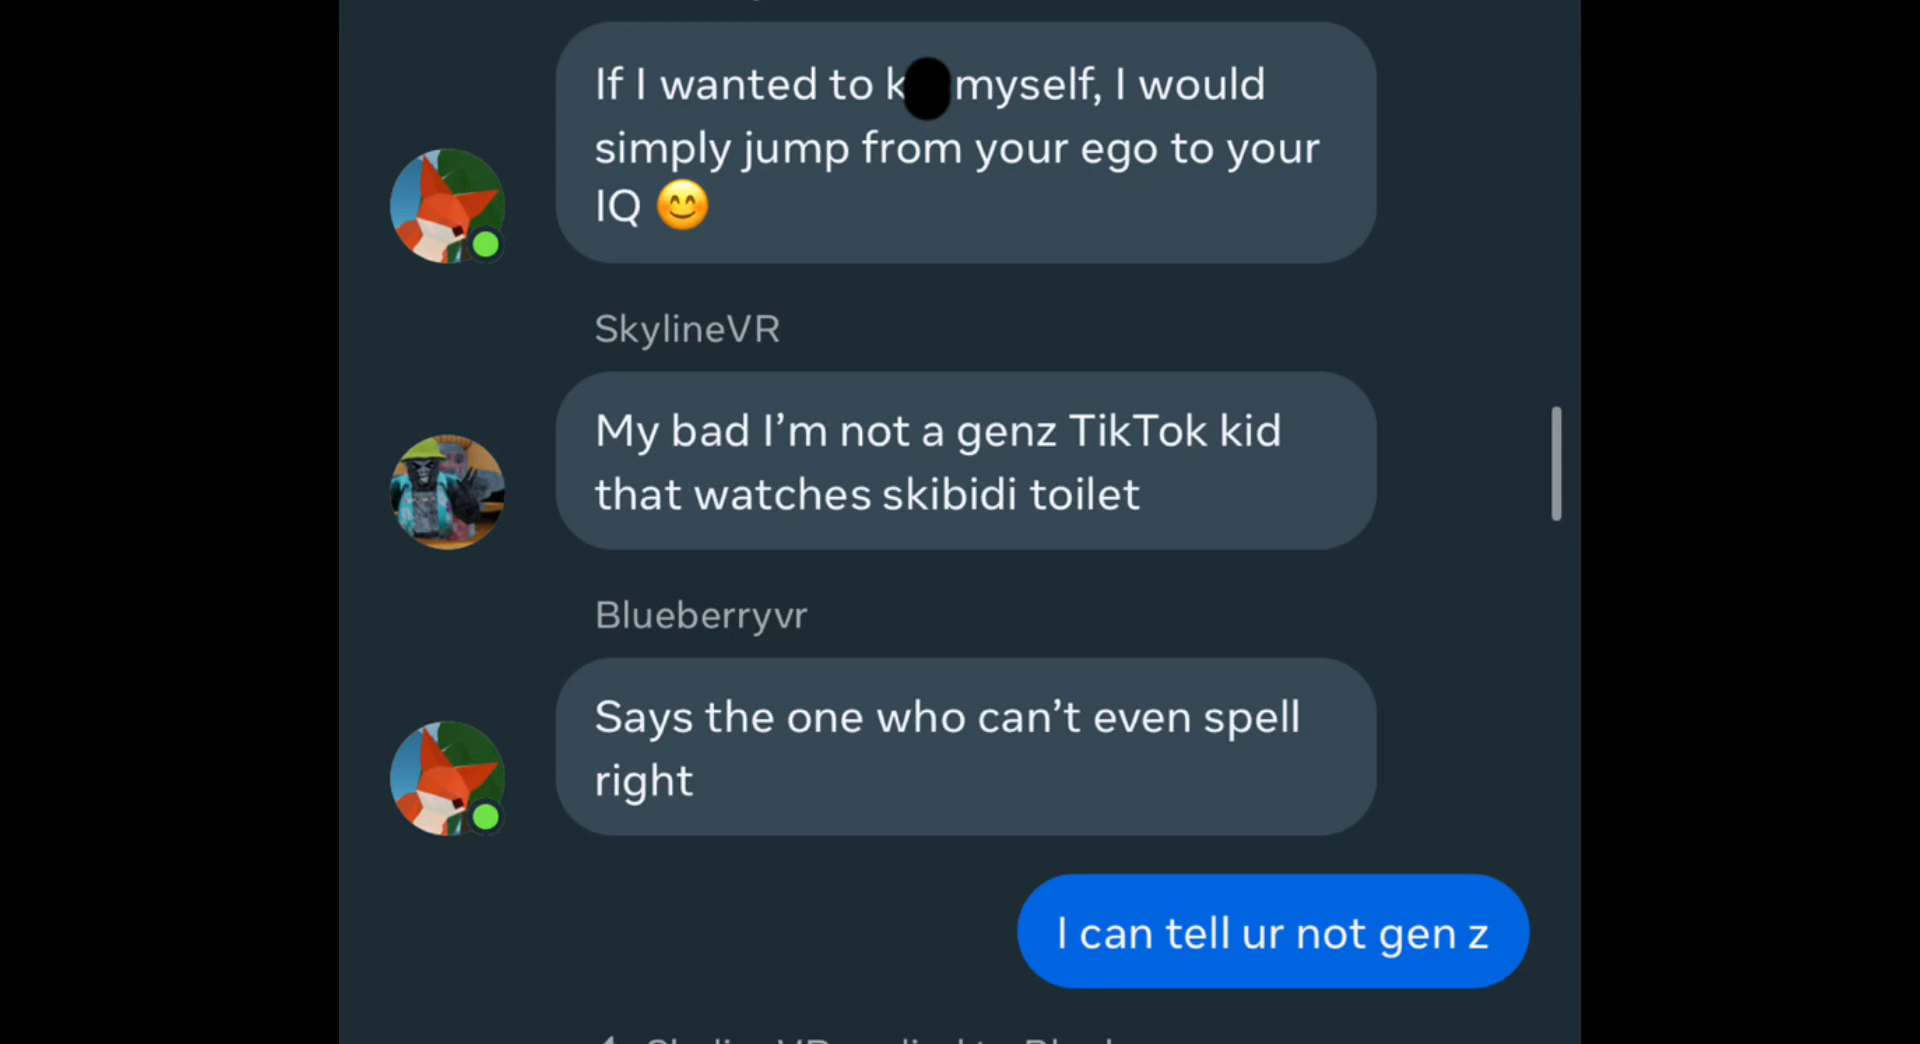 If I wanted to k myself, I would
simply jump from your ego to your
IQ 😊
SkylineVR
My bad I’m not a genz TikTok kid
that watches skibidi toilet
Blueberryvr
Says the one who can’t even spell
right
I can tell ur not gen z